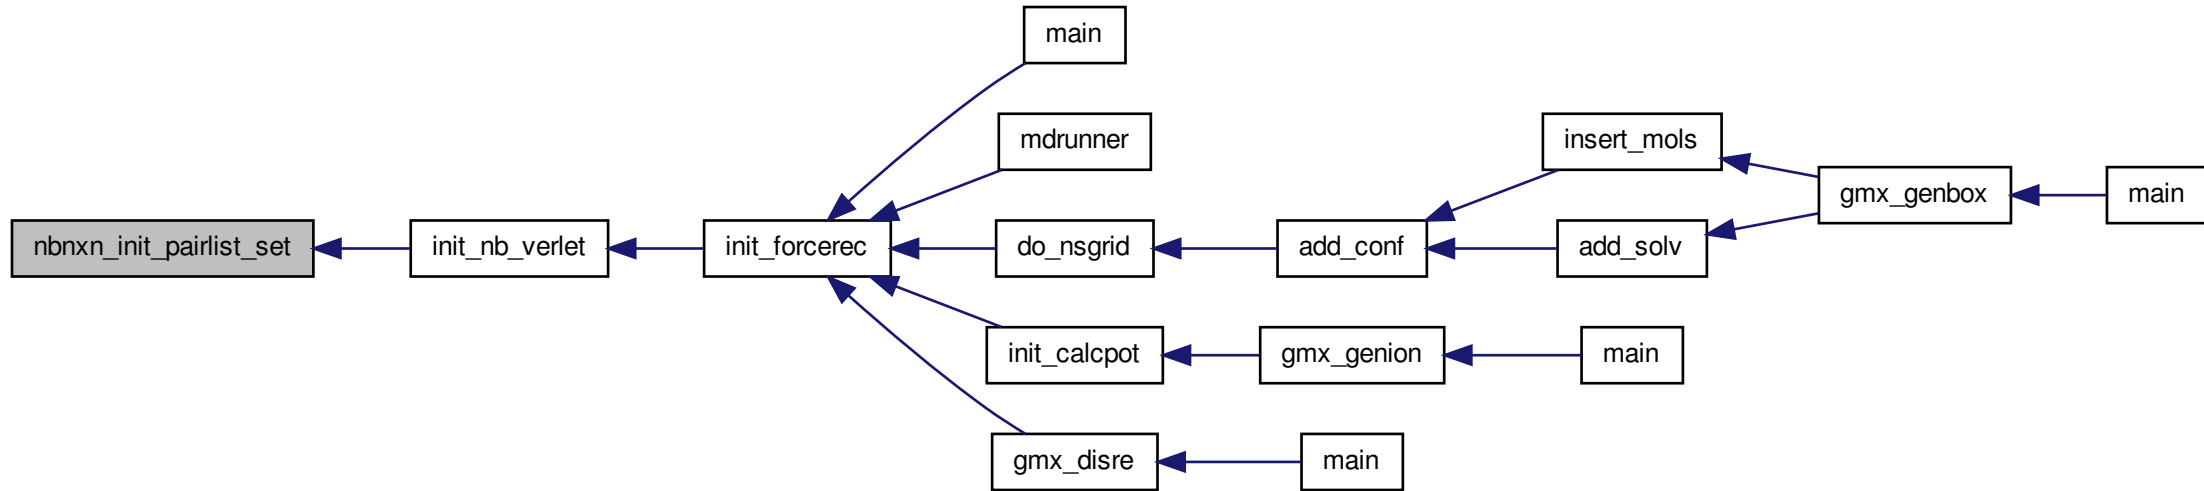 main
mdrunner
insert_mols
gmx_genbox
main
nbnxn_init_pairlist_set
init_nb_verlet
init_forcerec
do_nsgrid
add_conf
add_solv
init_calcpot
gmx_genion
main
gmx_disre
main